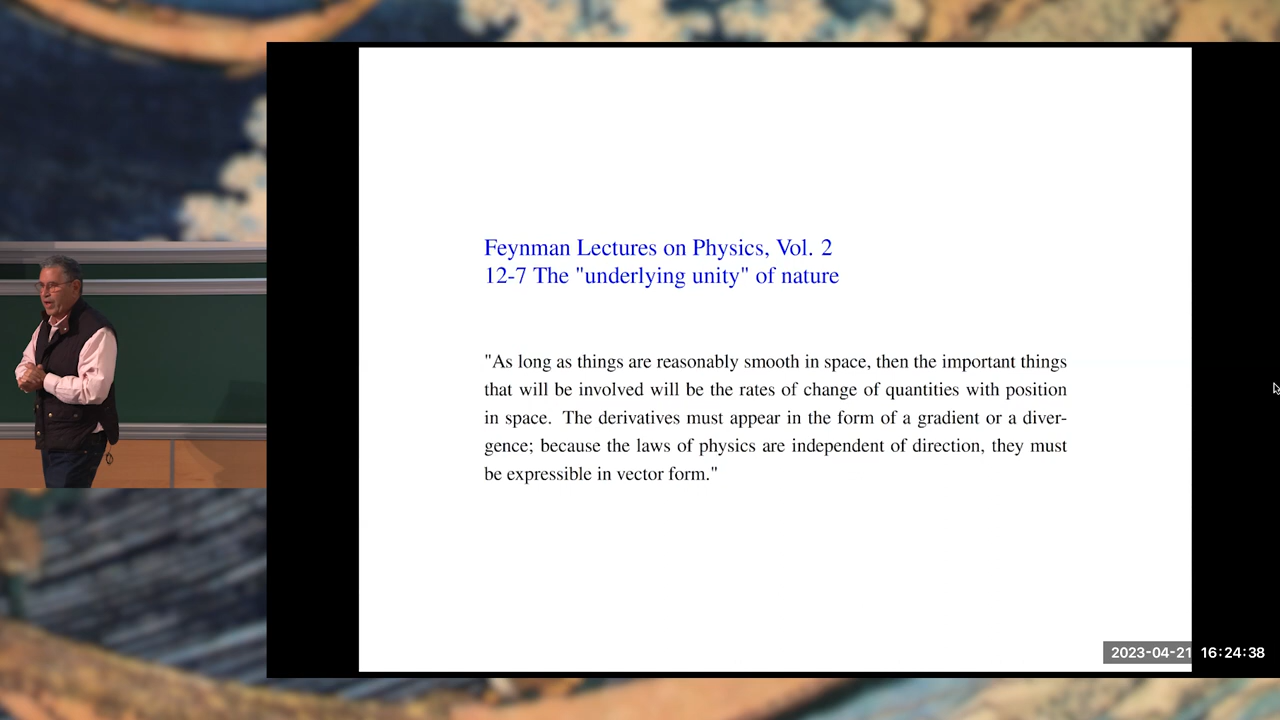 Feynman Lectures on Physics, Vol. 2
12-7 The "underlying unity" of nature
"As long as things are reasonably smooth in space, then the important things
that will be involved will be the rates of change of quantities with position
in space. The derivatives must appear in the form of a gradient or a diver-
gence; because the laws of physics are independent of direction, they must
be expressible in vector form."
2023-04-21 16:24:38